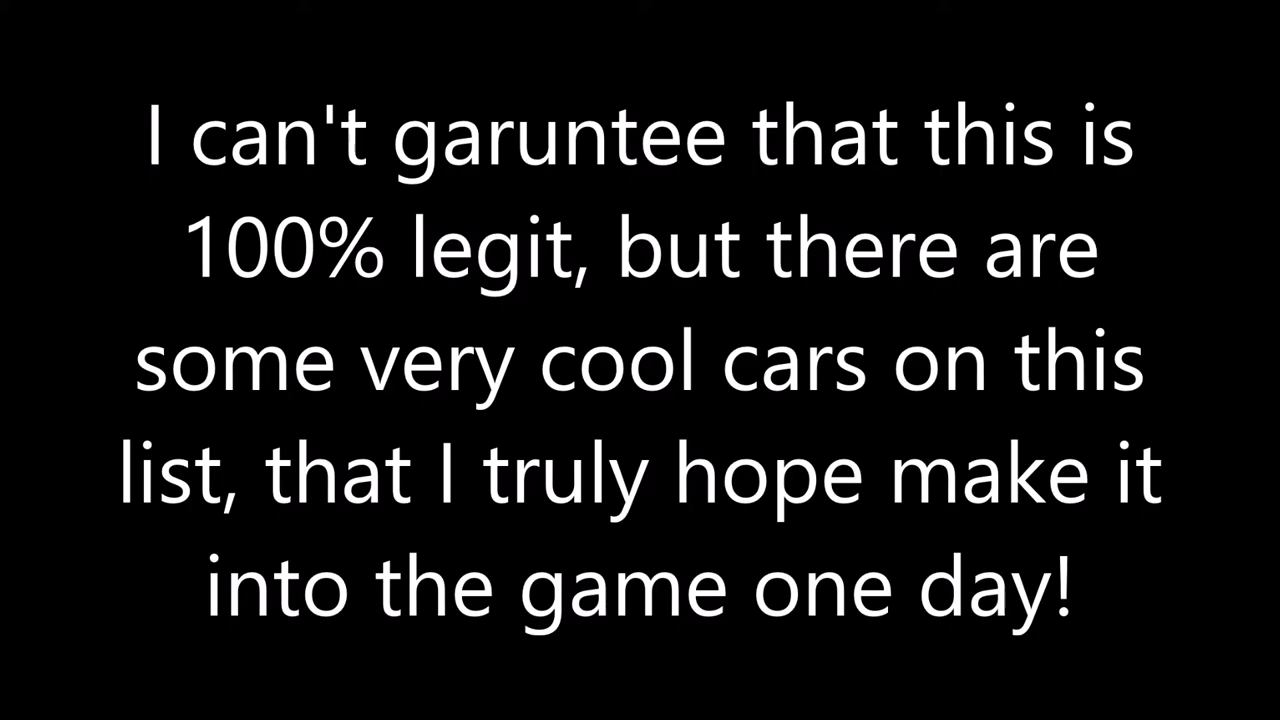 I can't garuntee that this is
100% legit, but there are
some very cool cars on this
list, that I truly hope make it
into the game one day!